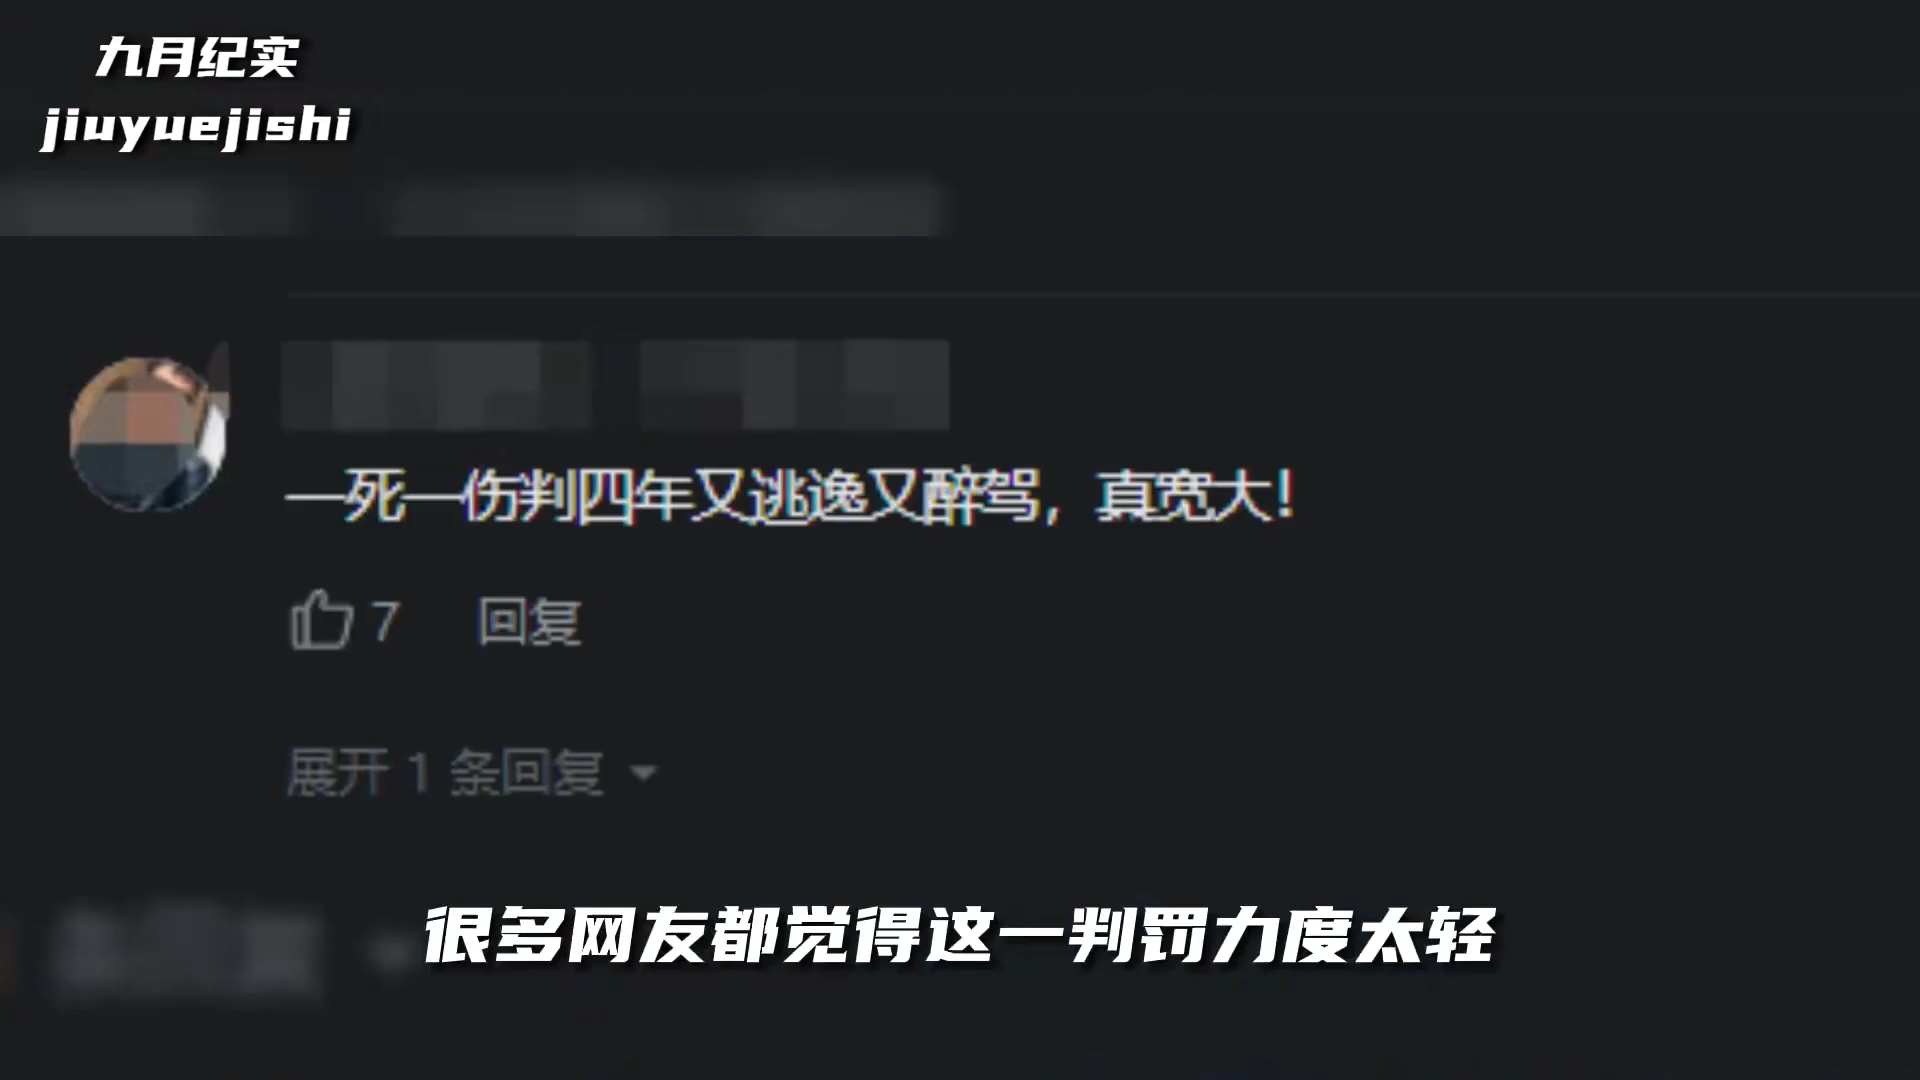 九月纪实
jiuyuejishi
一死一伤判四年又逃逸又醉驾，真宽大！
7 回复
展开 1 条回复
很多网友都觉得这一判罚力度太轻